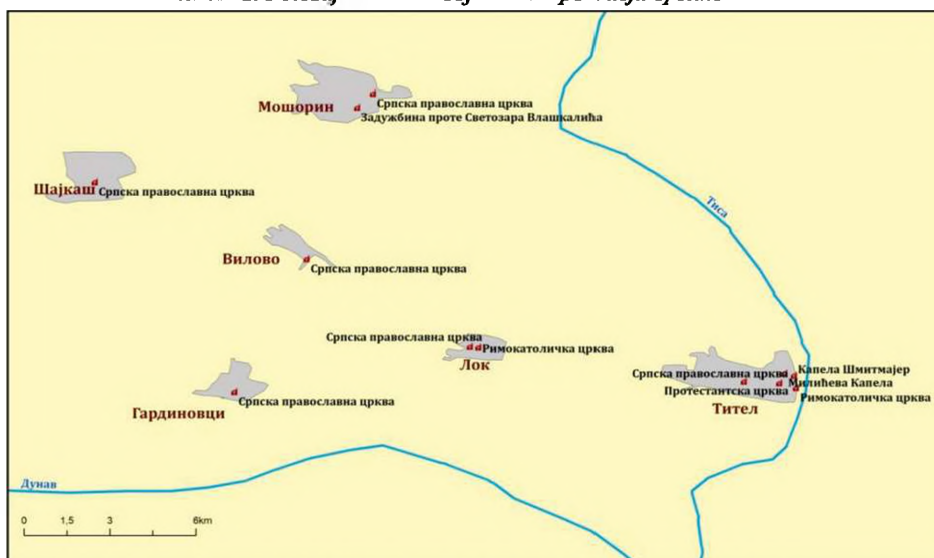 Мошорин
Српска православна црква
Задужбина проте Светозара Влашкалића
Шајкаш
Српска православна црква
Тиса
Вилово
Српска православна црква
Српска православна црква
Римокатоличка црква
Лок
Српска православна црква
Капела Шмитмајер
Протестантска црква
Милићева Капела
Римокатоличка црква
Тител
Гардиновци
Српска православна црква
Дунав
0 1,5 3 6km